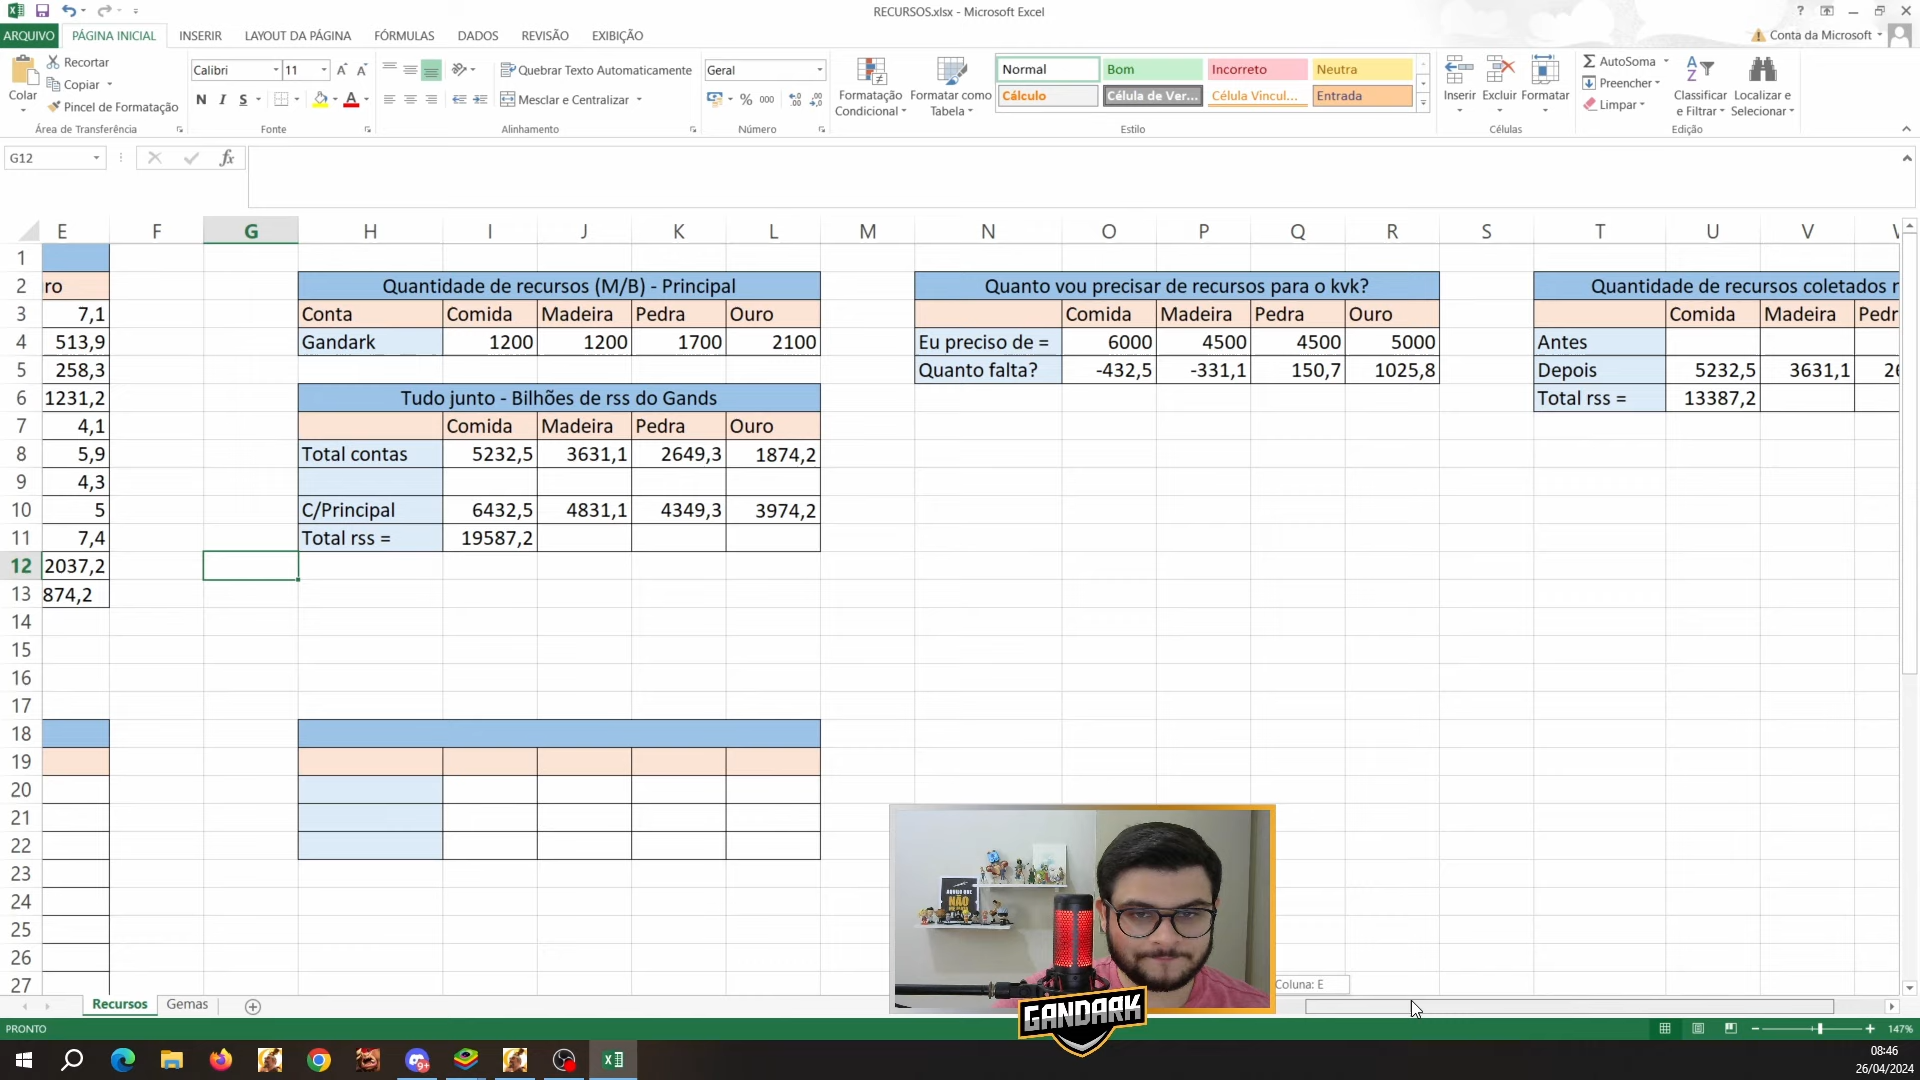 RECURSOS.xlsx - Microsoft Excel
ARQUIVO PÁGINA INICIAL INSERIR LAYOUT DA PÁGINA FÓRMULAS DADOS REVISÃO EXIBIÇÃO Conta da Microsoft
Colar
Recortar
Copiar
Pincel de Formatação
Área de Transferência
Calibri 11
N I S
Fonte
Quebrar Texto Automaticamente
Mesclar e Centralizar
Alinhamento
Geral
% 000
Número
Formatação Condicional
Formatar como Tabela
Normal Bom Incorreto Neutra
Cálculo Célula de Ver... Célula Vincul... Entrada
Estilo
Inserir Excluir Formatar
Células
AutoSoma
Preencher
Limpar
Classificar e Filtrar
Localizar e Selecionar
Edição
G12
fx
E F G H I J K L M N O P Q R S T U V
1
2 ro Quantidade de recursos (M/B) - Principal Quanto vou precisar de recursos para o kvk? Quantidade de recursos coletados
3 7,1 Conta Comida Madeira Pedra Ouro Comida Madeira Pedra Ouro Comida Madeira Pedr
4 513,9 Gandark 1200 1200 1700 2100 Eu preciso de = 6000 4500 4500 5000 Antes
5 258,3 Quanto falta? -432,5 -331,1 150,7 1025,8 Depois 5232,5 3631,1 26
6 1231,2 Tudo junto - Bilhões de rss do Gands Total rss = 13387,2
7 4,1 Comida Madeira Pedra Ouro
8 5,9 Total contas 5232,5 3631,1 2649,3 1874,2
9 4,3
10 5 C/Principal 6432,5 4831,1 4349,3 3974,2
11 7,4 Total rss = 19587,2
12 2037,2
13 874,2
14
15
16
17
18
19
20
21
22
23
24
25
26
27
NÃO
GANDARK
Coluna: E
Recursos Gemas
PRONTO 147%
9+
08:46
26/04/2024